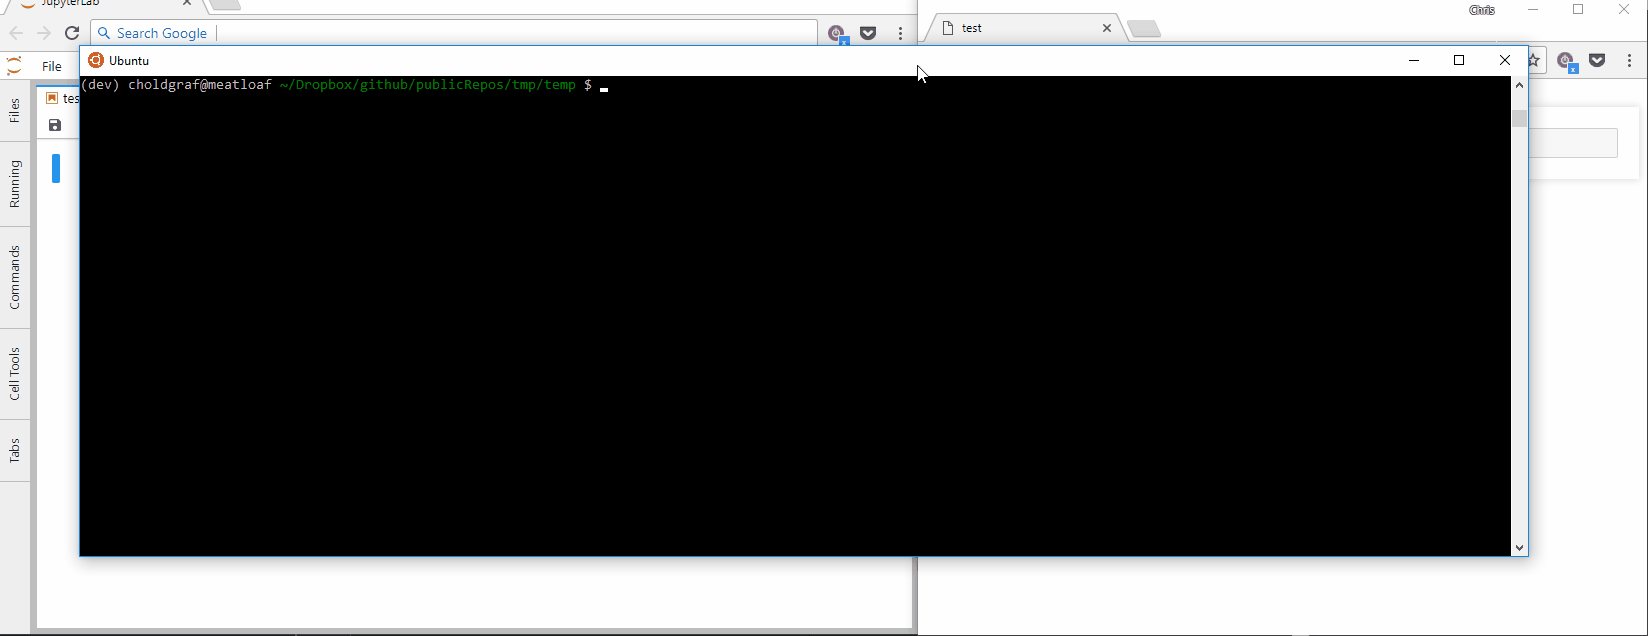 JupyterLab
Chris
test
Search Google
Ubuntu
File
(dev) choldgraf@meatloaf ~/Dropbox/github/publicRepos/tmp/temp $
tes
Files
Running
Commands
Cell Tools
Tabs